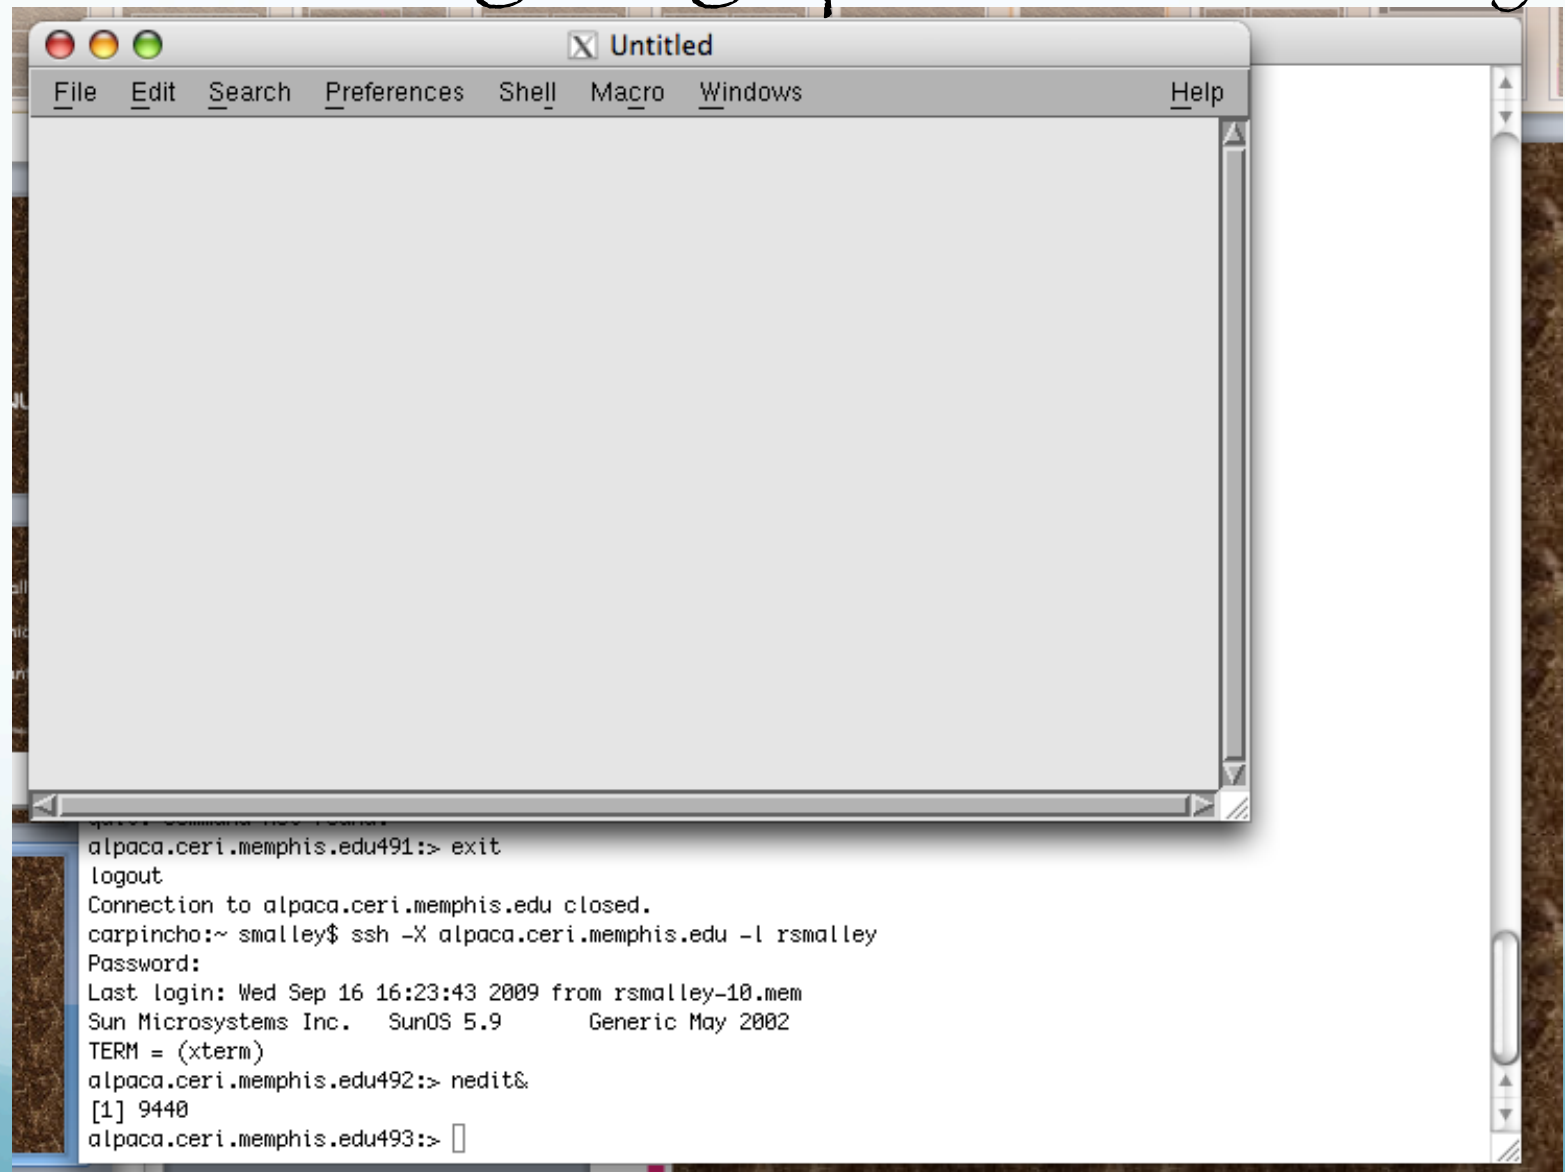 Untitled
File Edit Search Preferences Shell Macro Windows Help
alpaca.ceri.memphis.edu491:> exit
logout
Connection to alpaca.ceri.memphis.edu closed.
carpincho:~ smalley$ ssh -X alpaca.ceri.memphis.edu -l rsmalley
Password:
Last login: Wed Sep 16 16:23:43 2009 from rsmalley-10.mem
Sun Microsystems Inc.   SunOS 5.9       Generic May 2002
TERM = (xterm)
alpaca.ceri.memphis.edu492:> nedit&
[1] 9440
alpaca.ceri.memphis.edu493:>